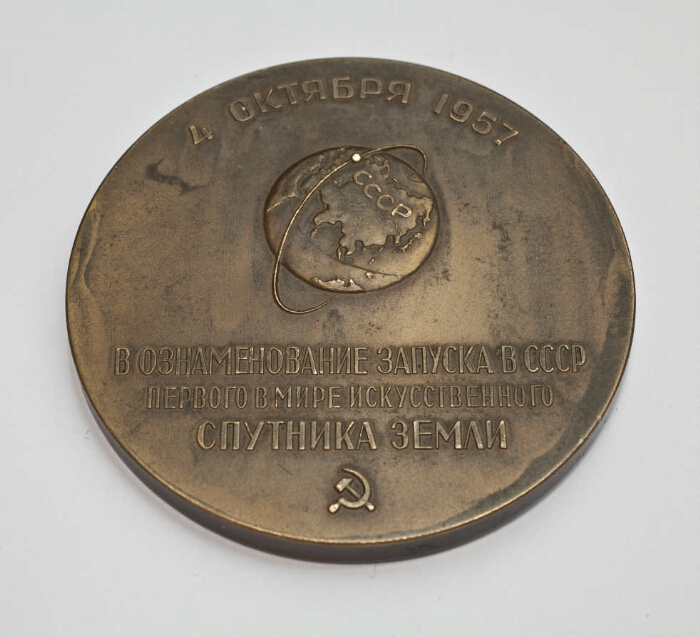 4 ОКТЯБРЯ 1957
СССР
В ОЗНАМЕНОВАНИЕ ЗАПУСКА В СССР
ПЕРВОГО В МИРЕ ИСКУССТВЕННОГО
СПУТНИКА ЗЕМЛИ